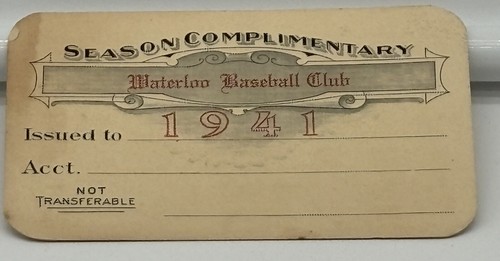 SEASON COMPLIMENTARY
Waterloo Baseball Club
Issued to 1941
Acct.
NOT
TRANSFERABLE